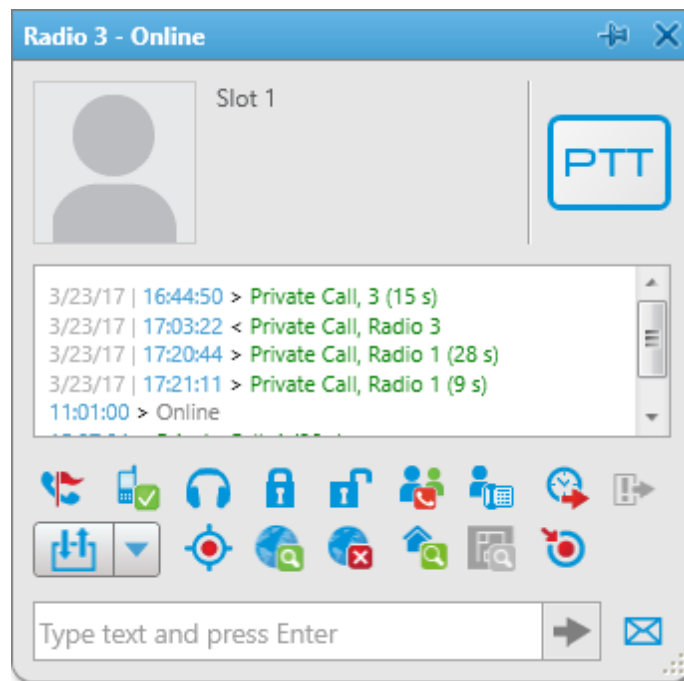 Radio 3 - Online
Slot 1
PTT
3/23/17 | 16:44:50 > Private Call, 3 (15 s)
3/23/17 | 17:03:22 < Private Call, Radio 3
3/23/17 | 17:20:44 > Private Call, Radio 1 (28 s)
3/23/17 | 17:21:11 > Private Call, Radio 1 (9 s)
11:01:00 > Online
Type text and press Enter